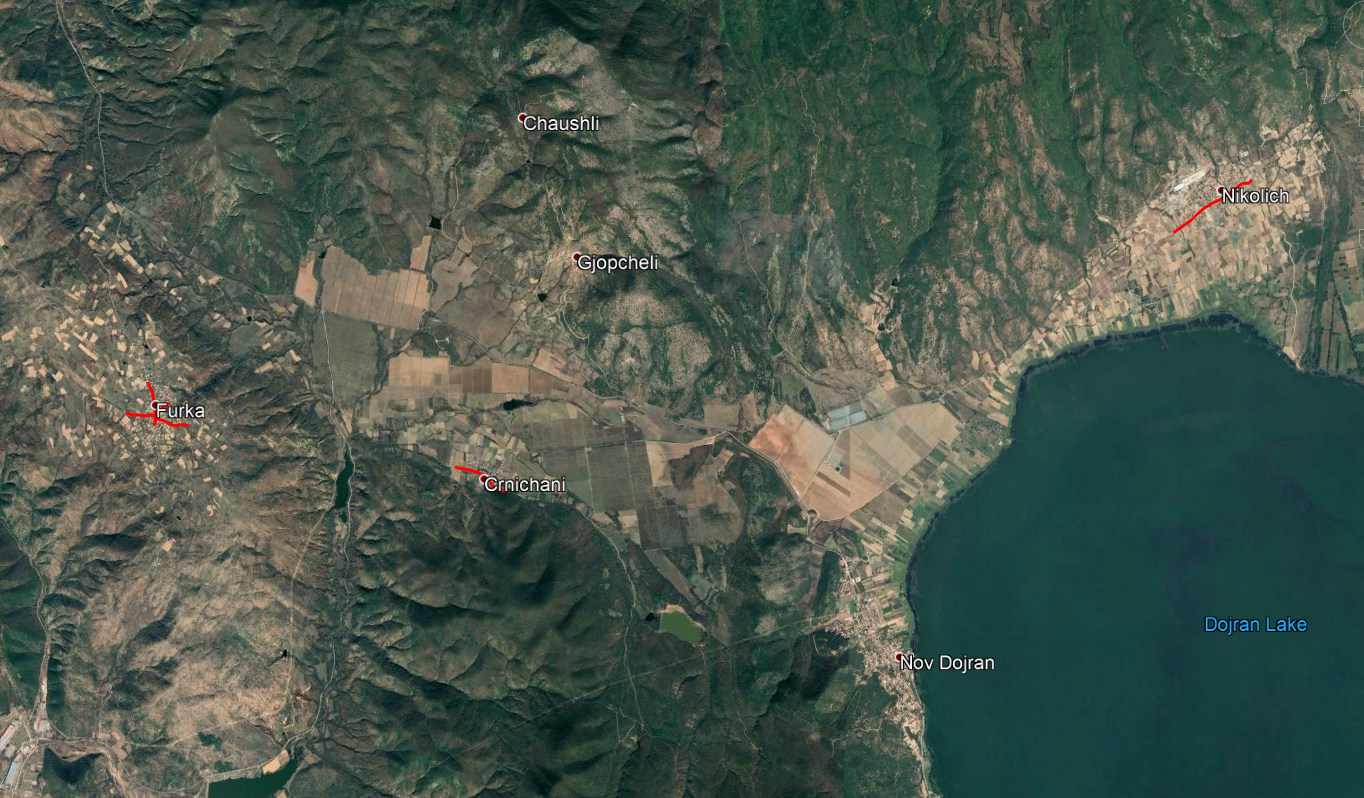 Chaushli
Nikolich
Gjopcheli
Furka
Crnichani
Dojran Lake
Nov Dojran